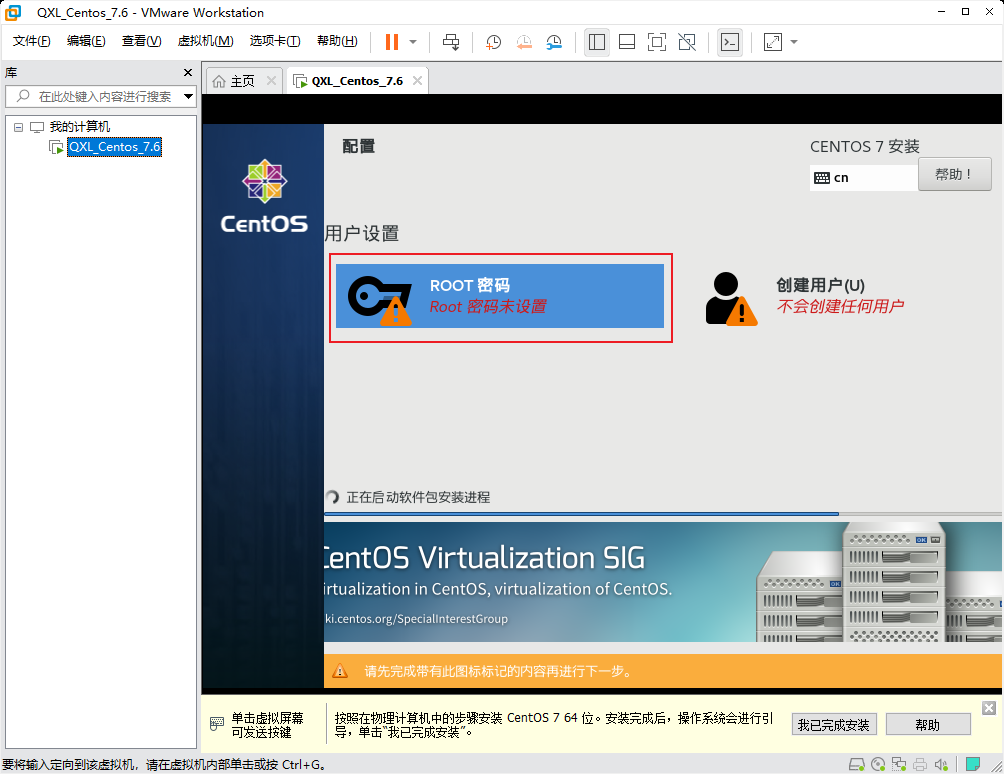 QXL_Centos_7.6 - VMware Workstation
文件(F) 编辑(E) 查看(V) 虚拟机(M) 选项卡(T) 帮助(H)
库
在此处键入内容进行搜索
我的计算机
QXL_Centos_7.6
主页 QXL_Centos_7.6
CentOS
配置
CENTOS 7 安装
cn
帮助！
用户设置
ROOT 密码
Root 密码未设置
创建用户(U)
不会创建任何用户
正在启动软件包安装进程
CentOS Virtualization SIG
irtualization in CentOS, virtualization of CentOS.
ki.centos.org/SpecialInterestGroup
请先完成带有此图标标记的内容再进行下一步。
单击虚拟屏幕
可发送按键
按照在物理计算机中的步骤安装 CentOS 7 64 位。安装完成后，操作系统会进行引
导，单击“我已完成安装”。
我已完成安装
帮助
要将输入定向到该虚拟机，请在虚拟机内部单击或按 Ctrl+G。